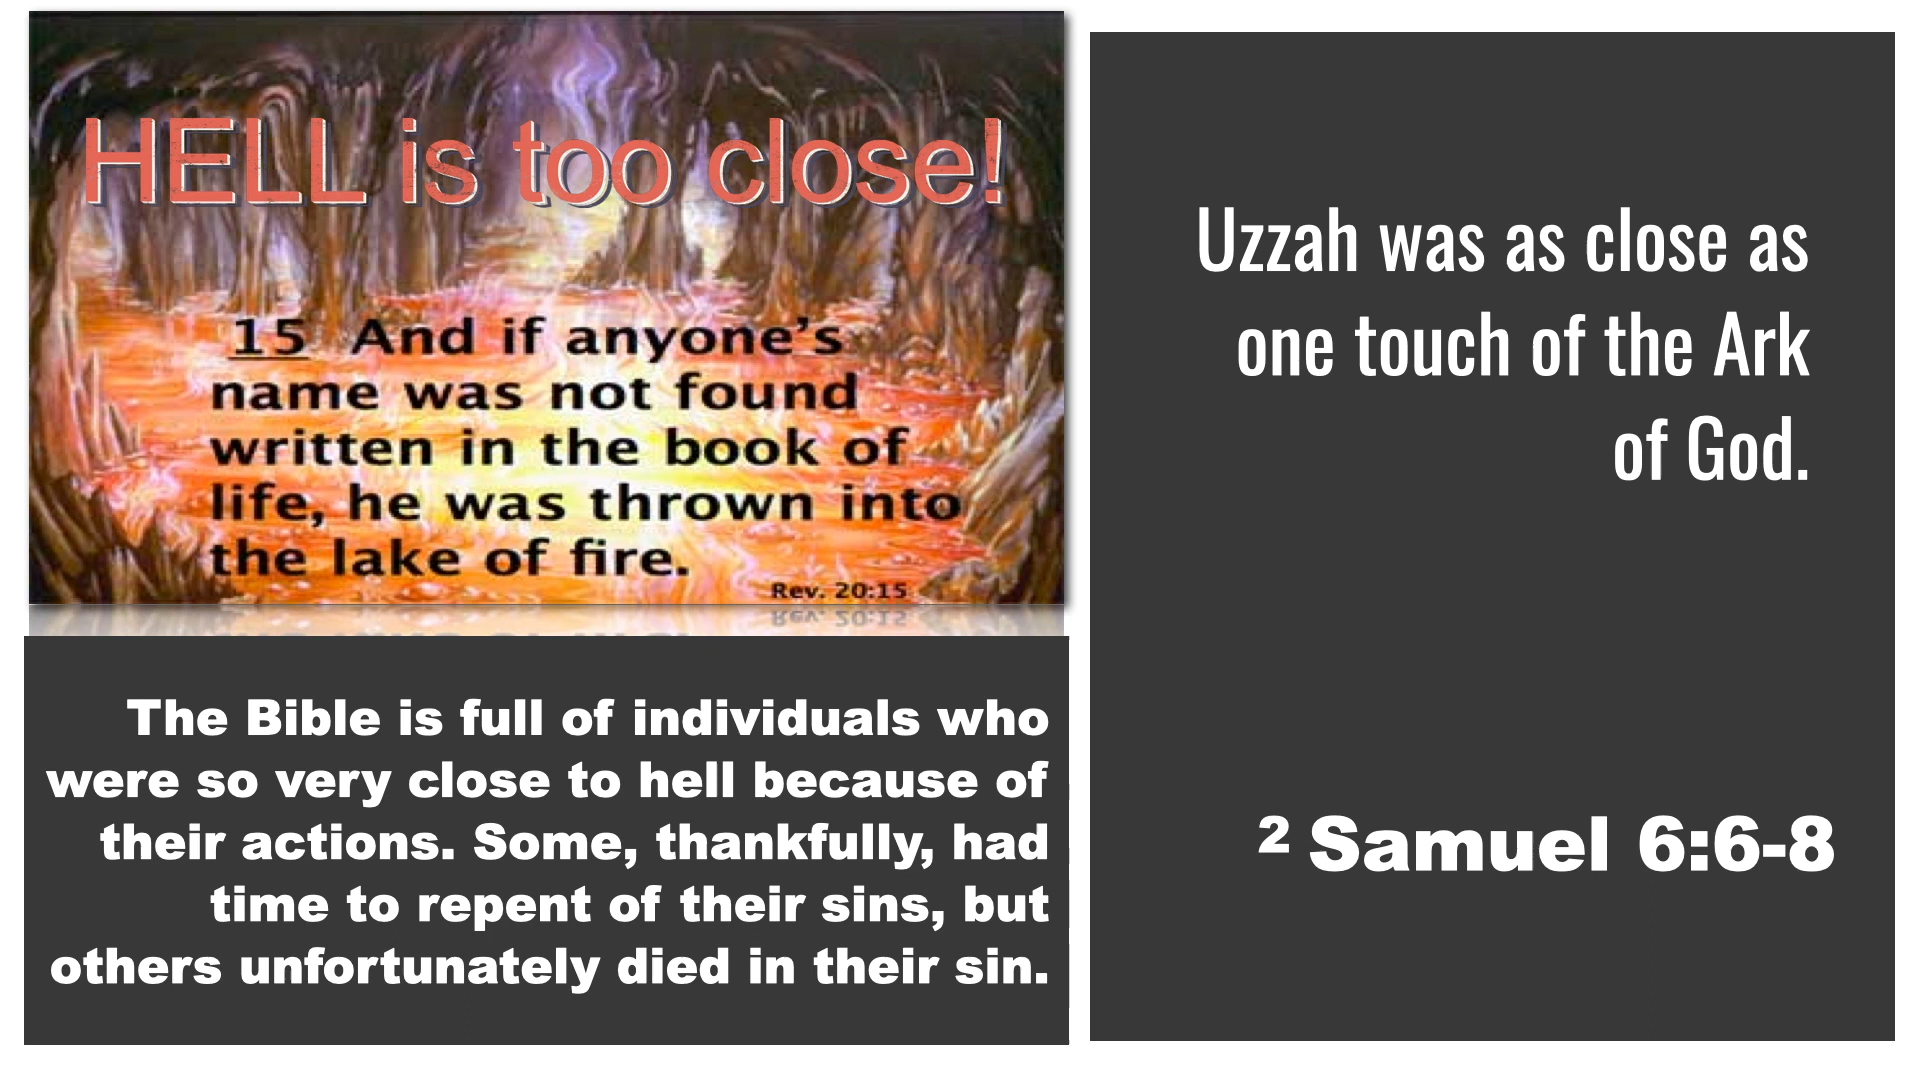 HELL is too close!
15 And if anyone’s
name was not found
written in the book of
life, he was thrown into
the lake of fire.
Rev. 20:15
The Bible is full of individuals who
were so very close to hell because of
their actions. Some, thankfully, had
time to repent of their sins, but
others unfortunately died in their sin.
Uzzah was as close as
one touch of the Ark
of God.
² Samuel 6:6-8